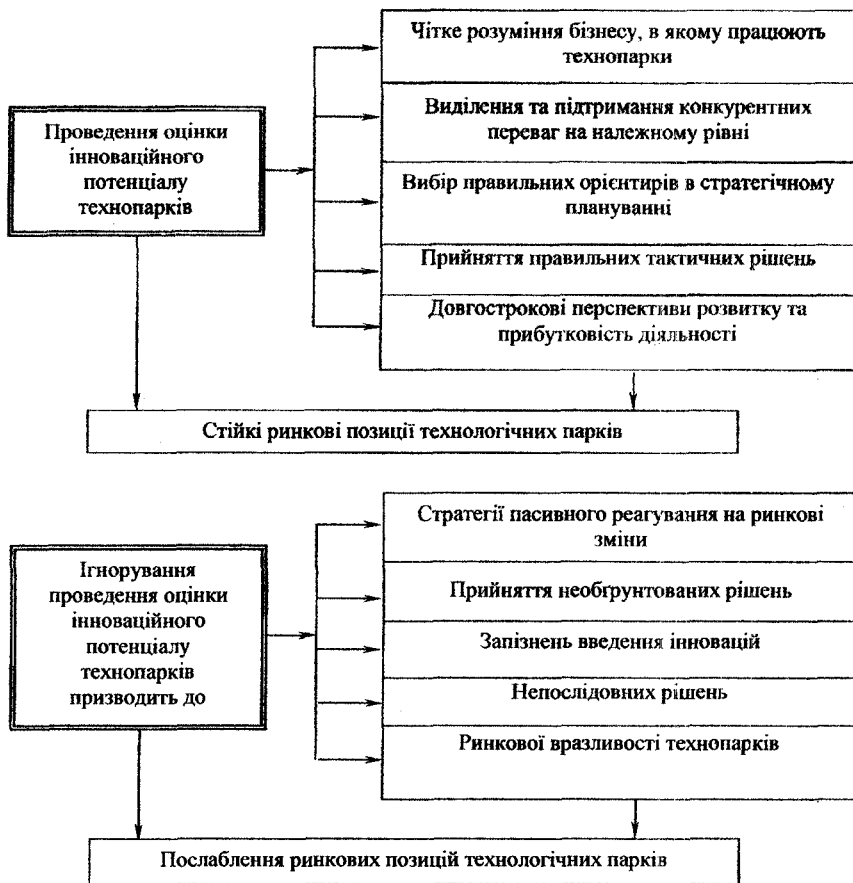 Чітке розуміння бізнесу, в якому працюють
технопарки
Проведення оцінки
інноваційного
потенціалу
технопарків
Виділення та підтримання конкурентних
переваг на належному рівні
Вибір правильних орієнтирів в стратегічному
плануванні
Прийняття правильних тактичних рішень
Довгострокові перспективи розвитку та
прибутковість діяльності
Стійкі ринкові позиції технологічних парків
Ігнорування
проведення оцінки
інноваційного
потенціалу
технопарків
призводить до
Стратегії пасивного реагування на ринкові
зміни
Прийняття необґрунтованих рішень
Запізнень введення інновацій
Непослідовних рішень
Ринкової вразливості технопарків
Послаблення ринкових позицій технологічних парків